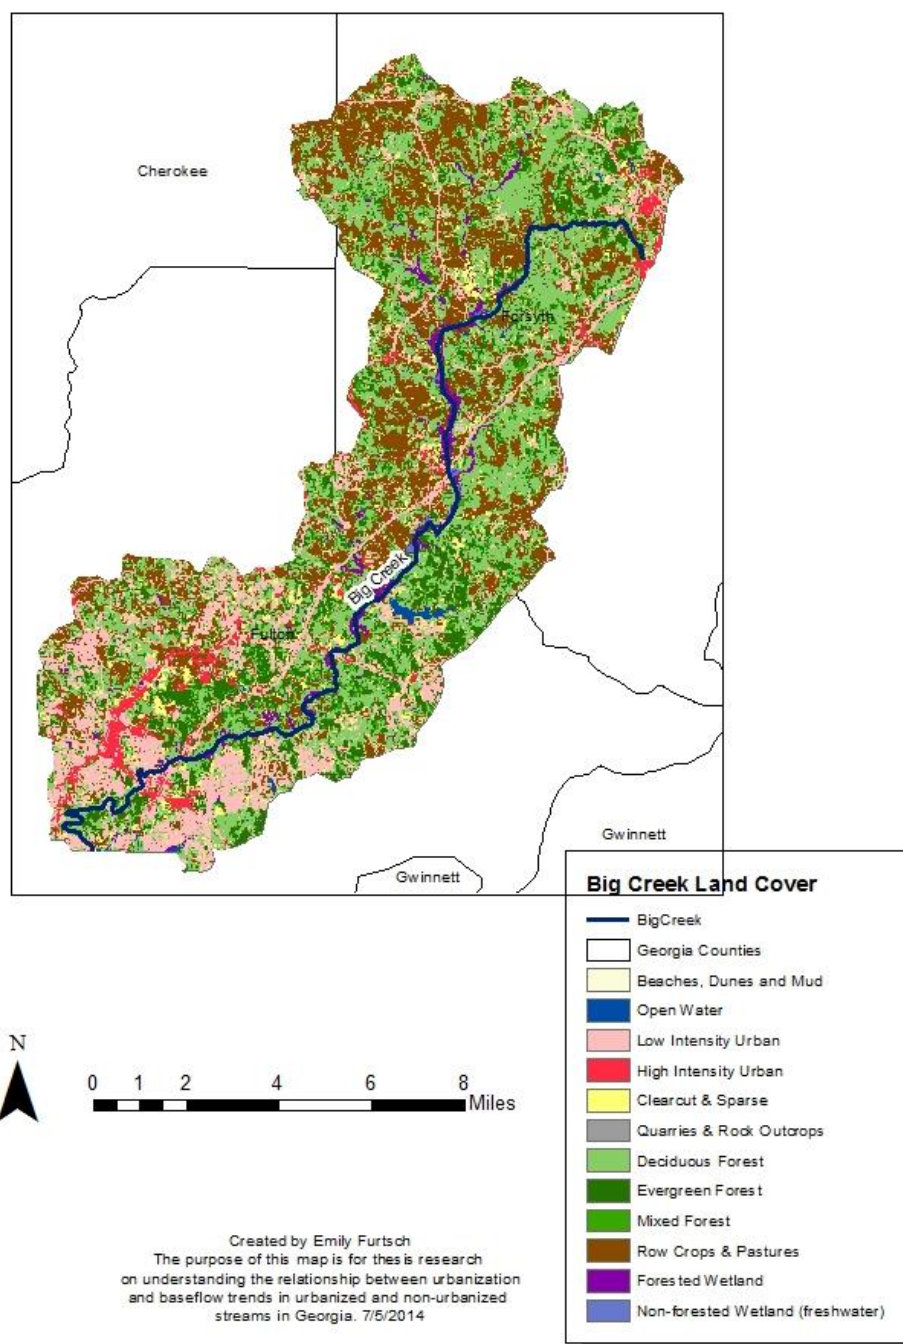 Cherokee
Forsyth
Big Creek
Fulton
Gwinnett
Gwinnett
Big Creek Land Cover
BigCreek
Georgia Counties
Beaches, Dunes and Mud
Open Water
Low Intensity Urban
High Intensity Urban
Clearcut & Sparse
Quarries & Rock Outcrops
Deciduous Forest
Evergreen Forest
Mixed Forest
Row Crops & Pastures
Forested Wetland
Non-forested Wetland (freshwater)
N
0 1 2 4 6 8
Miles
Created by Emily Furtsch
The purpose of this map is for thesis research
on understanding the relationship between urbanization
and baseflow trends in urbanized and non-urbanized
streams in Georgia. 7/5/2014